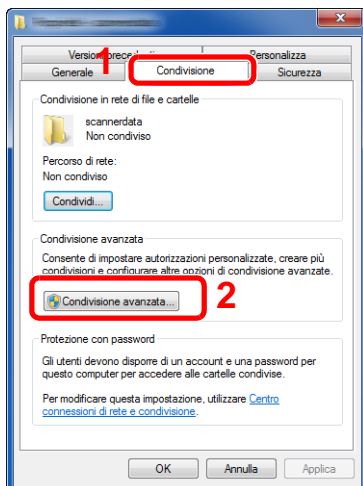 Versioni precedenti
Personalizza
1
Generale
Condivisione
Sicurezza
Condivisione in rete di file e cartelle
scannerdata
Non condiviso
Percorso di rete:
Non condiviso
Condividi...
Condivisione avanzata
Consente di impostare autorizzazioni personalizzate, creare più
condivisioni e configurare altre opzioni di condivisione avanzate.
Condivisione avanzata...
2
Protezione con password
Gli utenti devono disporre di un account e una password per
questo computer per accedere alle cartelle condivise.
Per modificare questa impostazione, utilizzare Centro
connessioni di rete e condivisione.
OK
Annulla
Applica